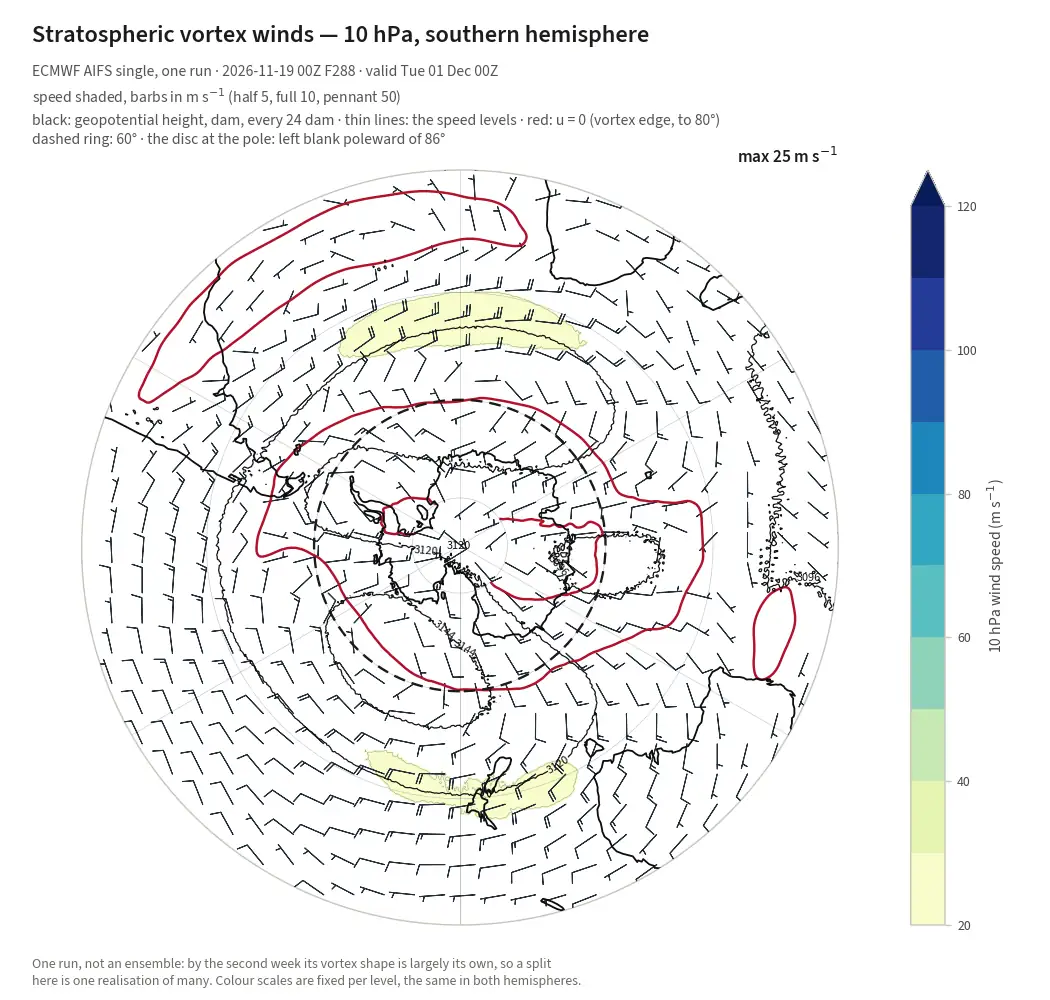 Stratospheric vortex winds — 10 hPa, southern hemisphere
ECMWF AIFS single, one run · 2026-11-19 00Z F288 · valid Tue 01 Dec 00Z
speed shaded, barbs in m s⁻¹ (half 5, full 10, pennant 50)
black: geopotential height, dam, every 24 dam · thin lines: the speed levels · red: u = 0 (vortex edge, to 80°)
dashed ring: 60° · the disc at the pole: left blank poleward of 86°
max 25 m s⁻¹
120
100
80
60
40
20
10 hPa wind speed (m s⁻¹)
3120
3120
3096
3144
3144
3120
One run, not an ensemble: by the second week its vortex shape is largely its own, so a split
here is one realisation of many. Colour scales are fixed per level, the same in both hemispheres.